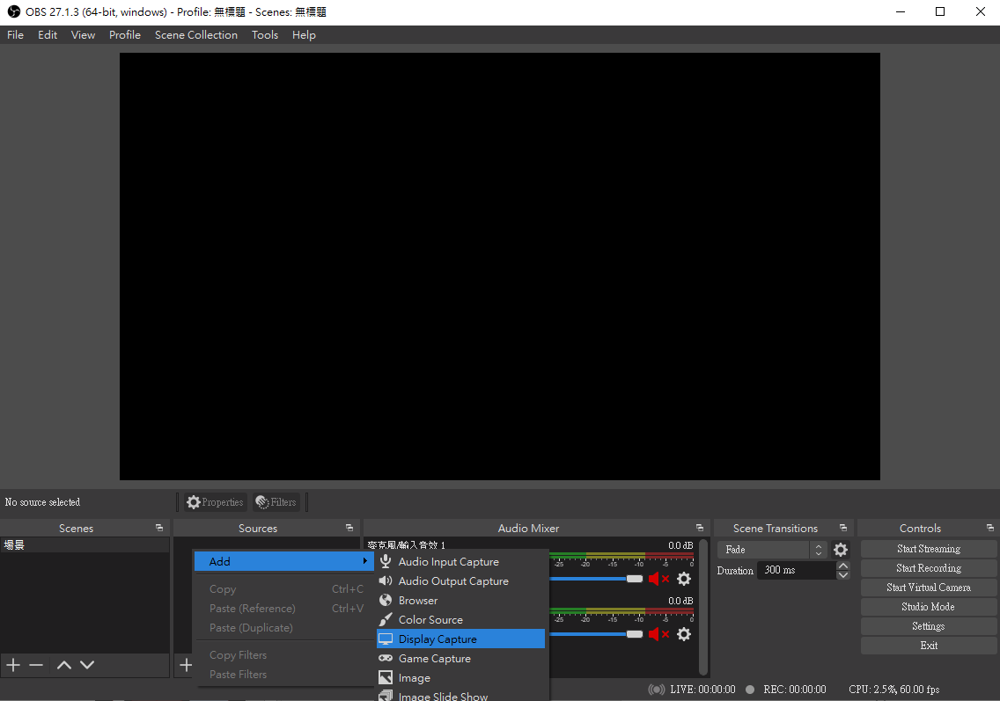 OBS 27.1.3 (64-bit, windows) - Profile: 無標題 - Scenes: 無標題
File Edit View Profile Scene Collection Tools Help
No source selected Properties Filters
Scenes Sources Audio Mixer Scene Transitions Controls
場景
麥克風/輸入音效 1 0.0 dB
-25 -20 -15 -10 -5 0
0.0 dB
-25 -20 -15 -10 -5 0
Add
Copy Ctrl+C
Paste (Reference) Ctrl+V
Paste (Duplicate)
Copy Filters
Paste Filters
Audio Input Capture
Audio Output Capture
Browser
Color Source
Display Capture
Game Capture
Image
Image Slide Show
Fade
Duration 300 ms
Start Streaming
Start Recording
Start Virtual Camera
Studio Mode
Settings
Exit
LIVE: 00:00:00 REC: 00:00:00 CPU: 2.5%, 60.00 fps